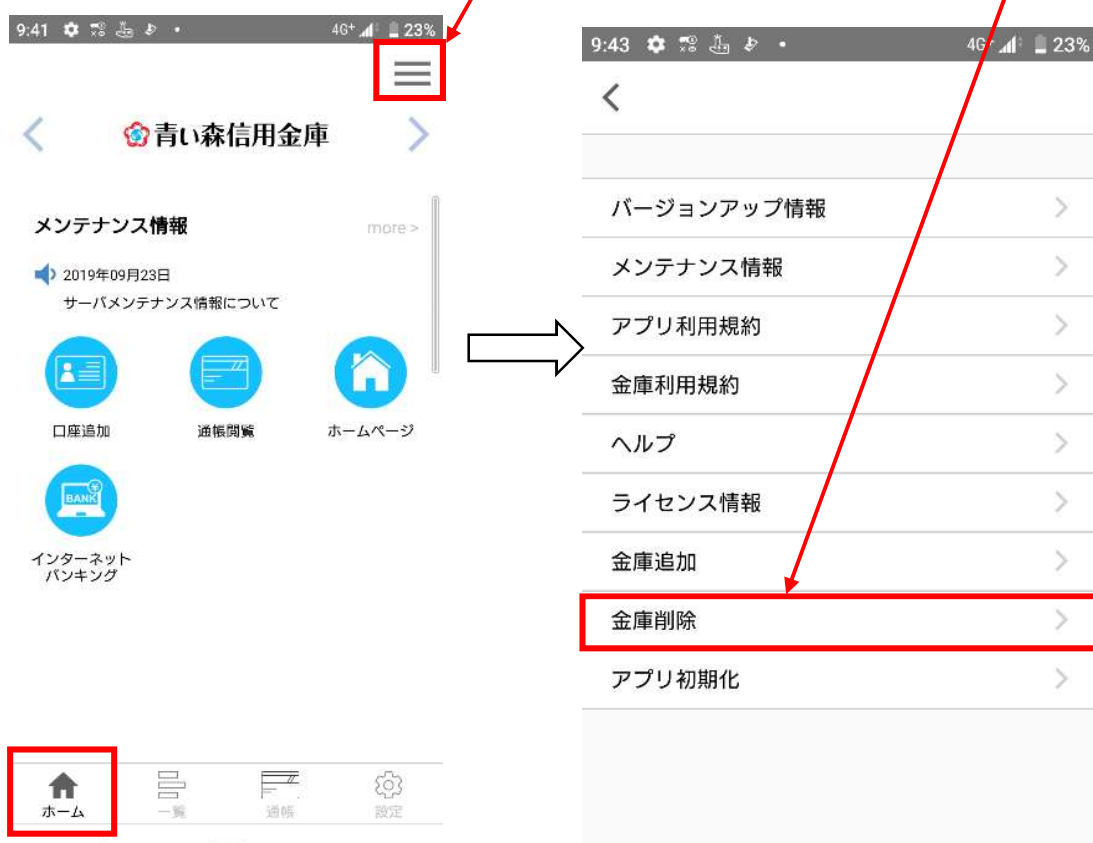 9:41
4G+
23%
青い森信用金庫
メンテナンス情報
more >
2019年09月23日
サーバメンテナンス情報について
口座追加
通帳閲覧
ホームページ
BANK
¥
インターネット
バンキング
ホーム
一覧
通帳
設定
9:43
4G+
23%
バージョンアップ情報
メンテナンス情報
アプリ利用規約
金庫利用規約
ヘルプ
ライセンス情報
金庫追加
金庫削除
アプリ初期化